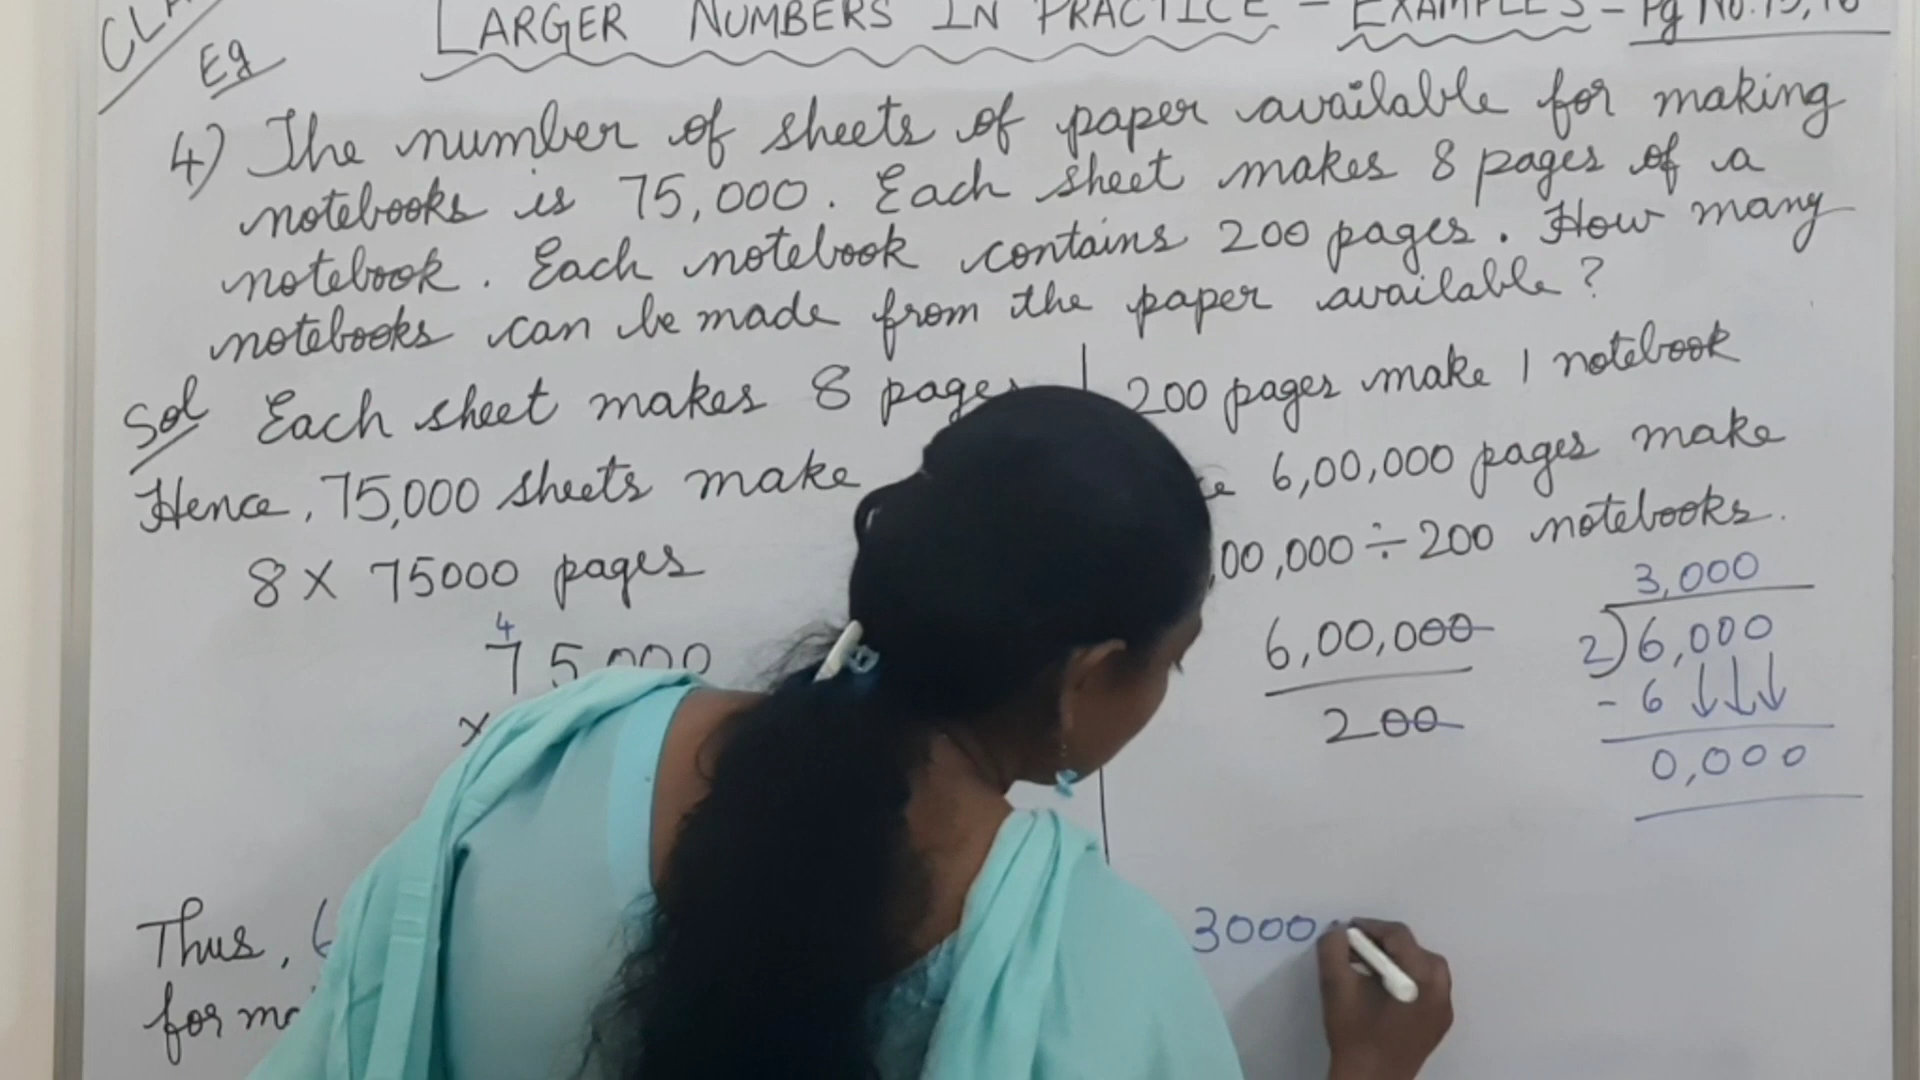 LARGER NUMBERS IN PRACTICE - EXAMPLES - Pg No.
Eg
4) The number of sheets of paper available for making
notebooks is 75,000. Each sheet makes 8 pages of a
notebook. Each notebook contains 200 pages. How many
notebooks can be made from the paper available?
Sol Each sheet makes 8
Hence, 75,000 sheets make
8 x 75000 pages
4
75,000
x
Thus,
for
200 pages make 1 notebook
6,00,000 pages make
00,000 ÷ 200 notebooks.
6,00,000
200
3,000
2)6,000
- 6 ↓↓↓
0,000
3000